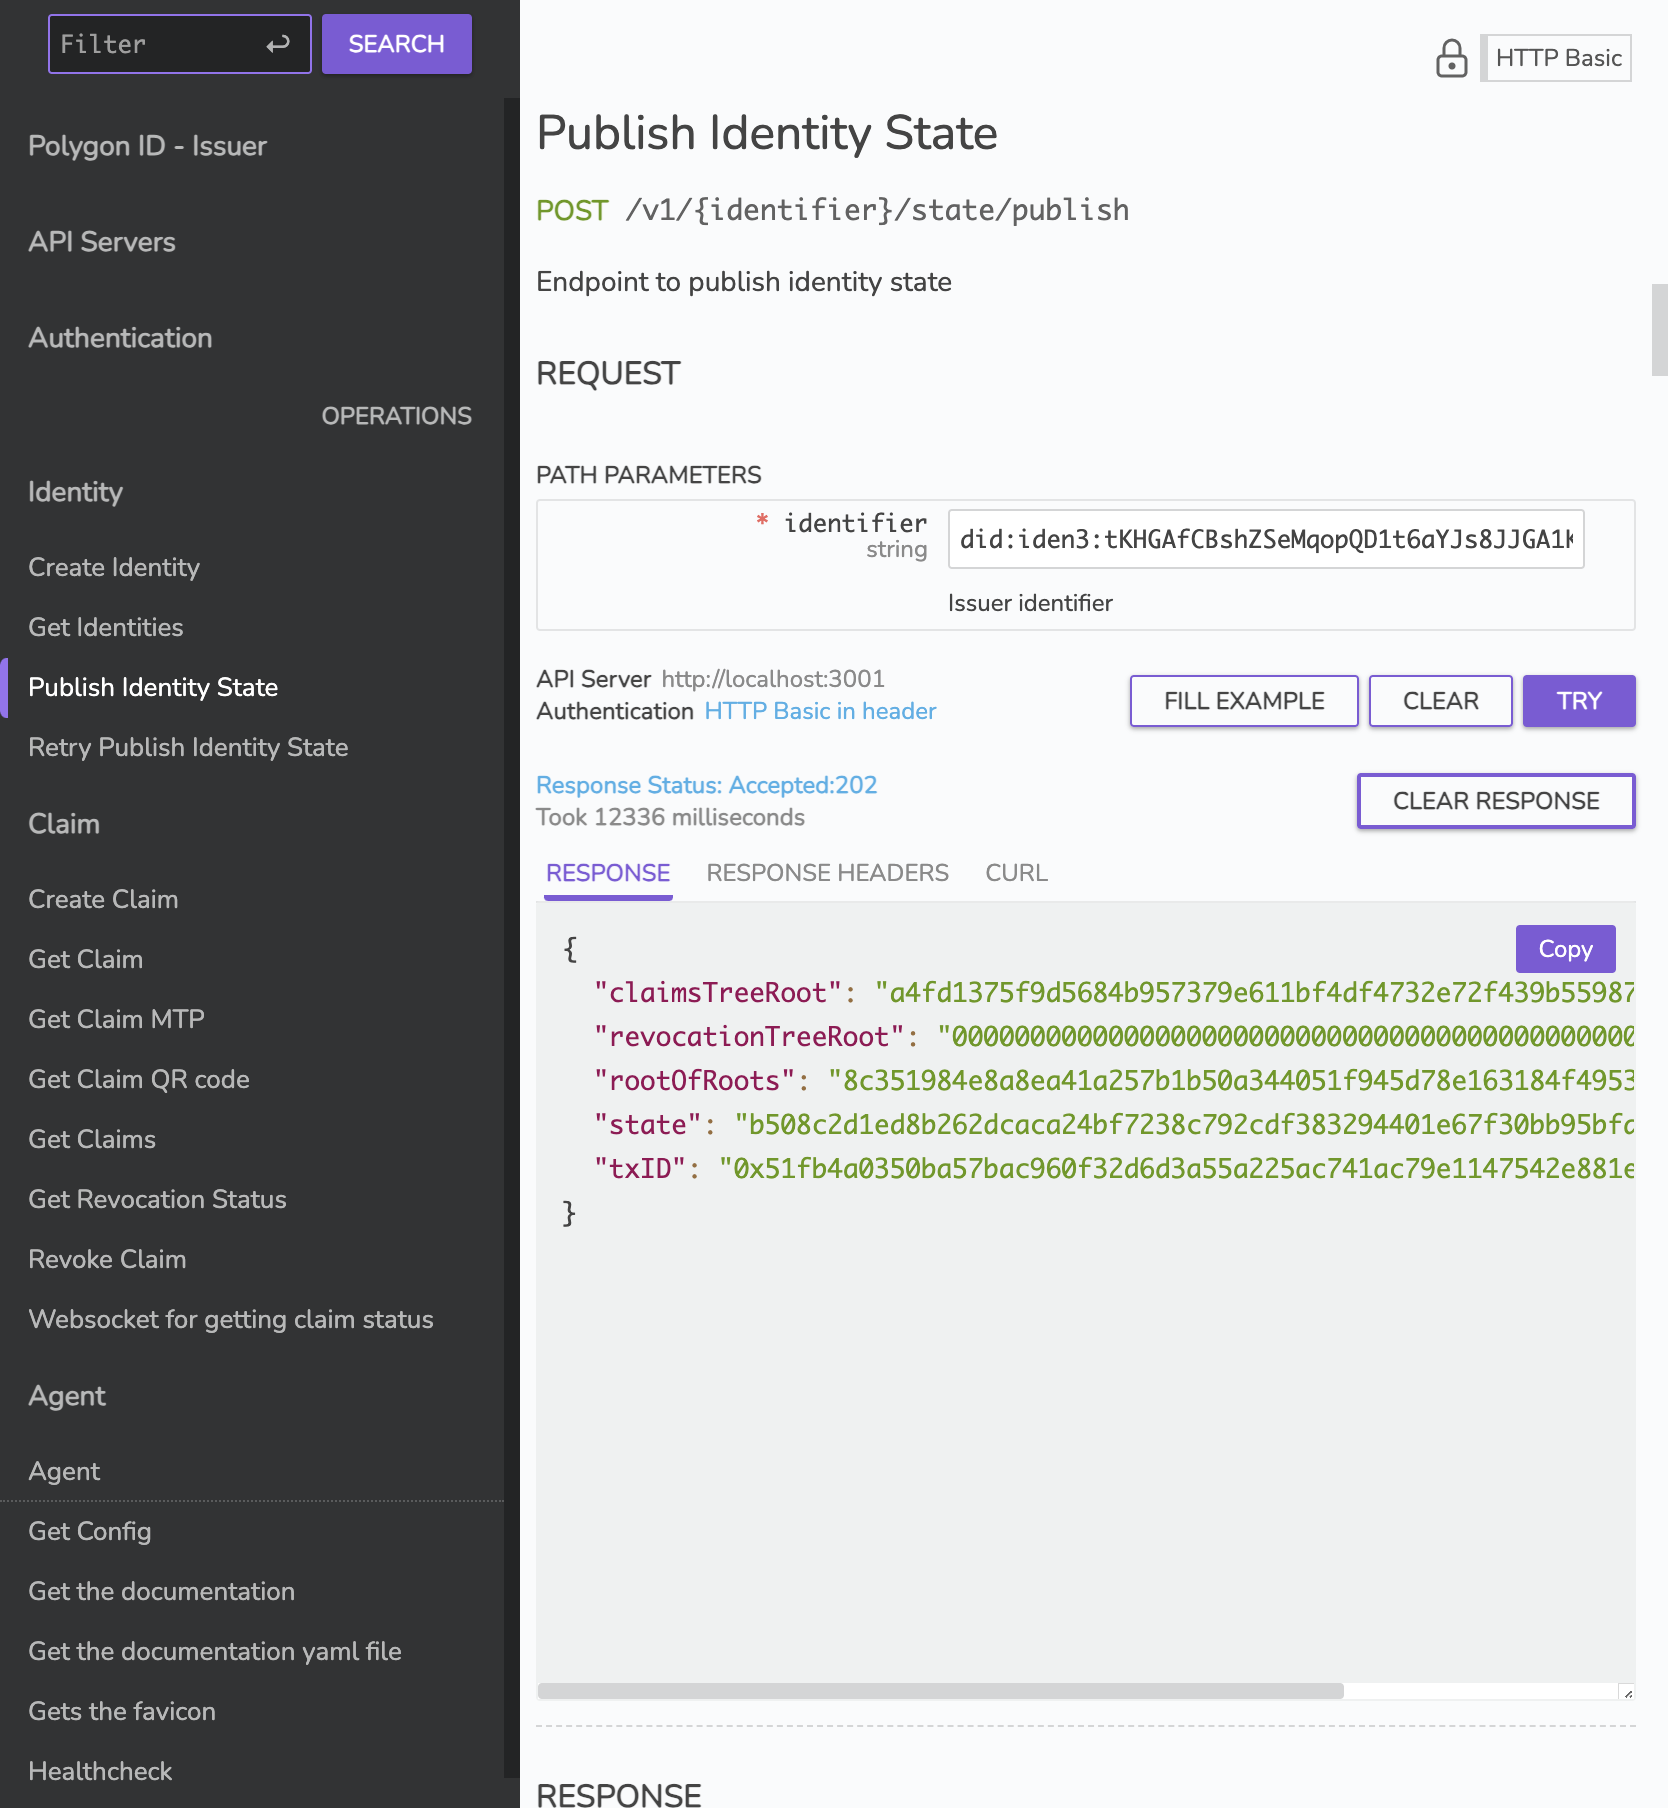 Filter
SEARCH
Polygon ID - Issuer
API Servers
Authentication
OPERATIONS
Identity
Create Identity
Get Identities
Publish Identity State
Retry Publish Identity State
Claim
Create Claim
Get Claim
Get Claim MTP
Get Claim QR code
Get Claims
Get Revocation Status
Revoke Claim
Websocket for getting claim status
Agent
Agent
Get Config
Get the documentation
Get the documentation yaml file
Gets the favicon
Healthcheck
HTTP Basic
Publish Identity State
POST /v1/{identifier}/state/publish
Endpoint to publish identity state
REQUEST
PATH PARAMETERS
* identifier
string
did:iden3:tKHGAfCBshZSeMqopQD1t6aYJs8JJGA1K
Issuer identifier
API Server http://localhost:3001
Authentication HTTP Basic in header
FILL EXAMPLE
CLEAR
TRY
Response Status: Accepted:202
Took 12336 milliseconds
CLEAR RESPONSE
RESPONSE RESPONSE HEADERS CURL
Copy
{
"claimsTreeRoot": "a4fd1375f9d5684b957379e611bf4df4732e72f439b55987
"revocationTreeRoot": "00000000000000000000000000000000000000000000
"rootOfRoots": "8c351984e8a8ea41a257b1b50a344051f945d78e163184f4953
"state": "b508c2d1ed8b262dcaca24bf7238c792cdf383294401e67f30bb95bfa
"txID": "0x51fb4a0350ba57bac960f32d6d3a55a225ac741ac79e1147542e881e
}
RESPONSE